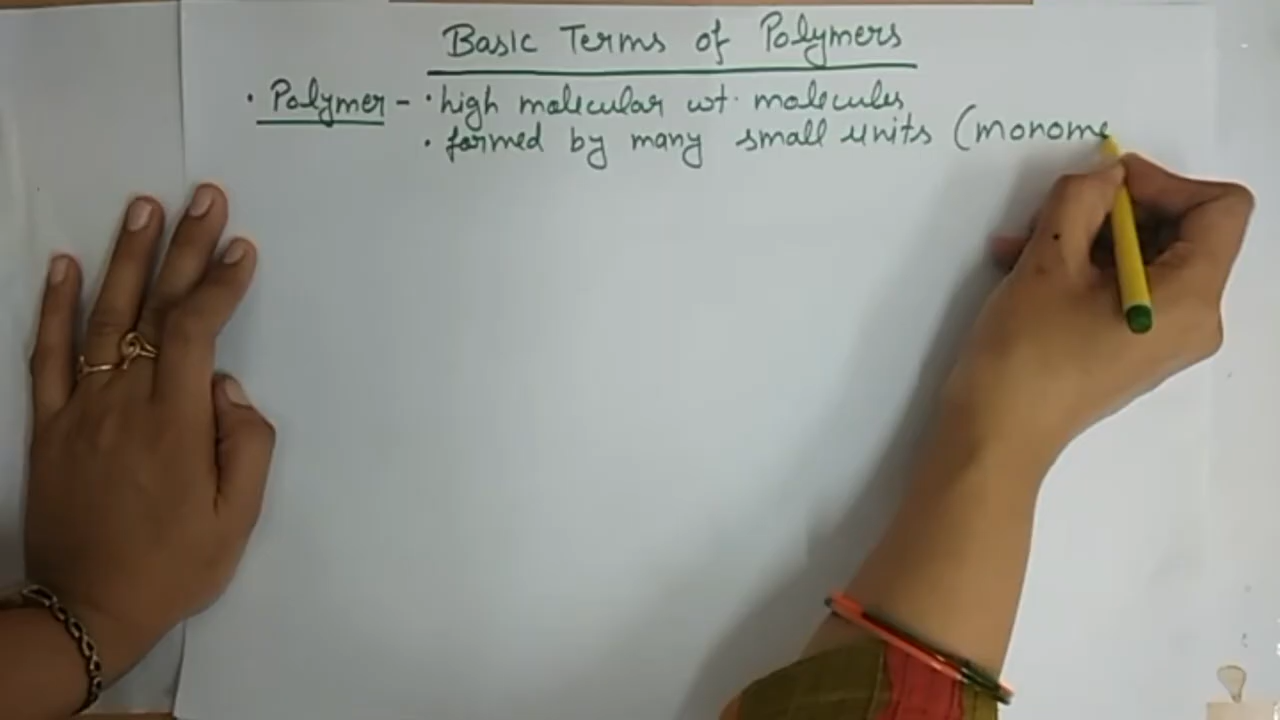 Basic Terms of Polymers
• Polymer - • high molecular wt. molecules
• formed by many small units (monome